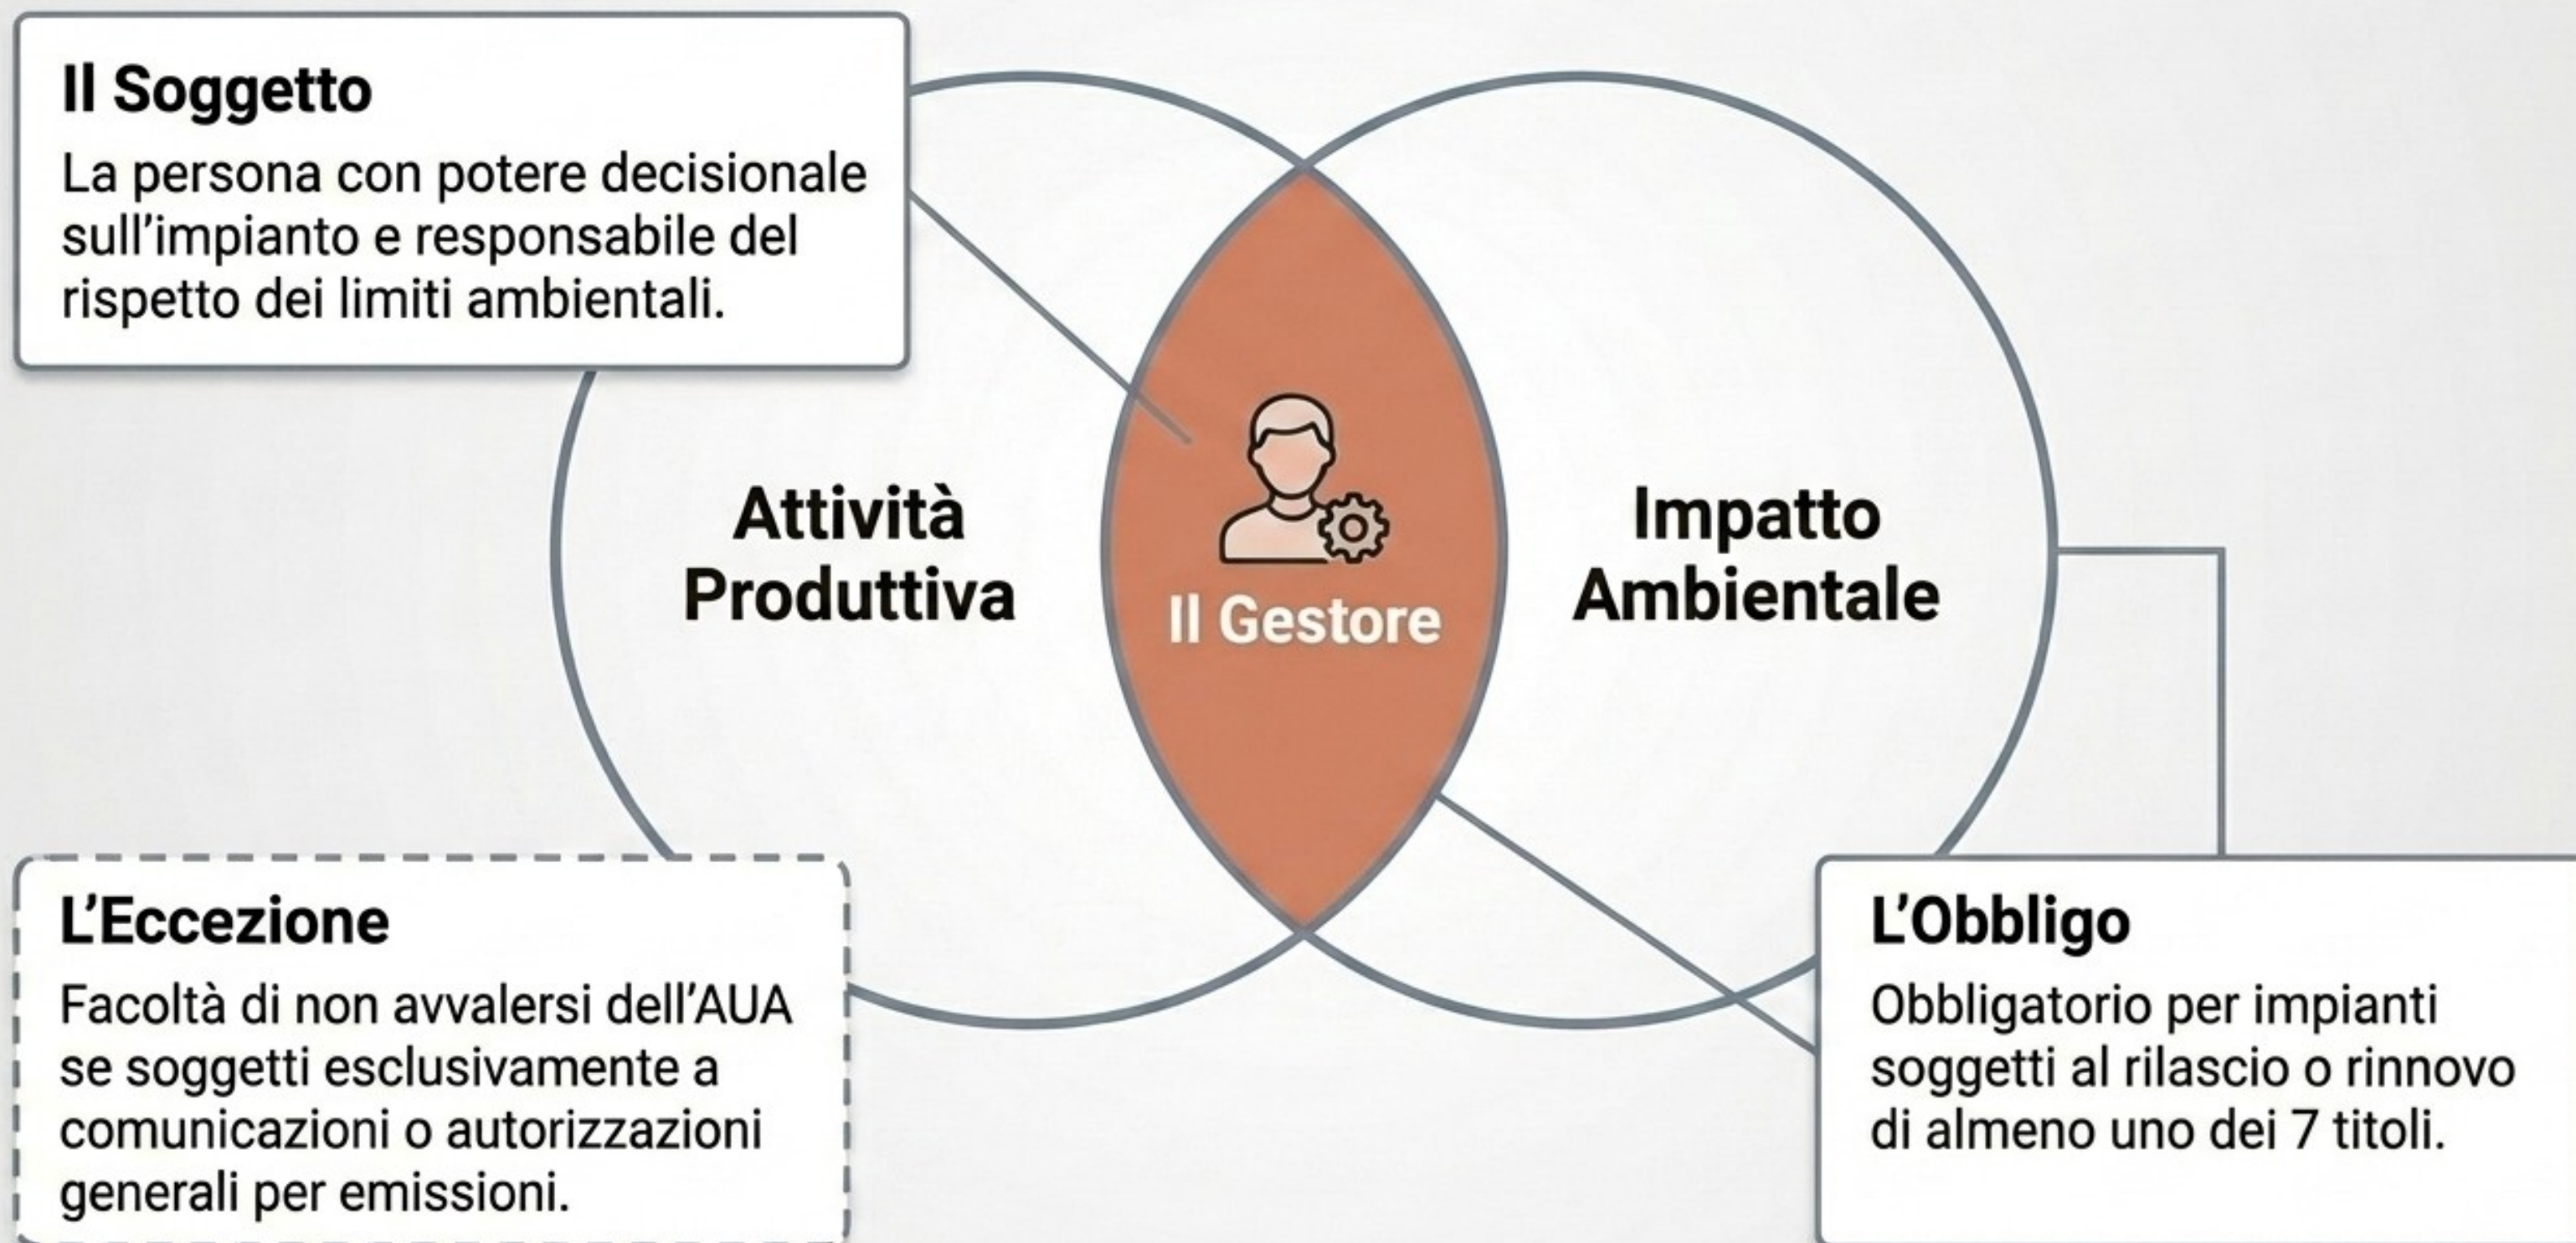 Il Soggetto
La persona con potere decisionale
sull'impianto e responsabile del
rispetto dei limiti ambientali.
Attività
Produttiva
Il Gestore
Impatto
Ambientale
L'Eccezione
Facoltà di non avvalersi dell'AUA
se soggetti esclusivamente a
comunicazioni o autorizzazioni
generali per emissioni.
L'Obbligo
Obbligatorio per impianti
soggetti al rilascio o rinnovo
di almeno uno dei 7 titoli.